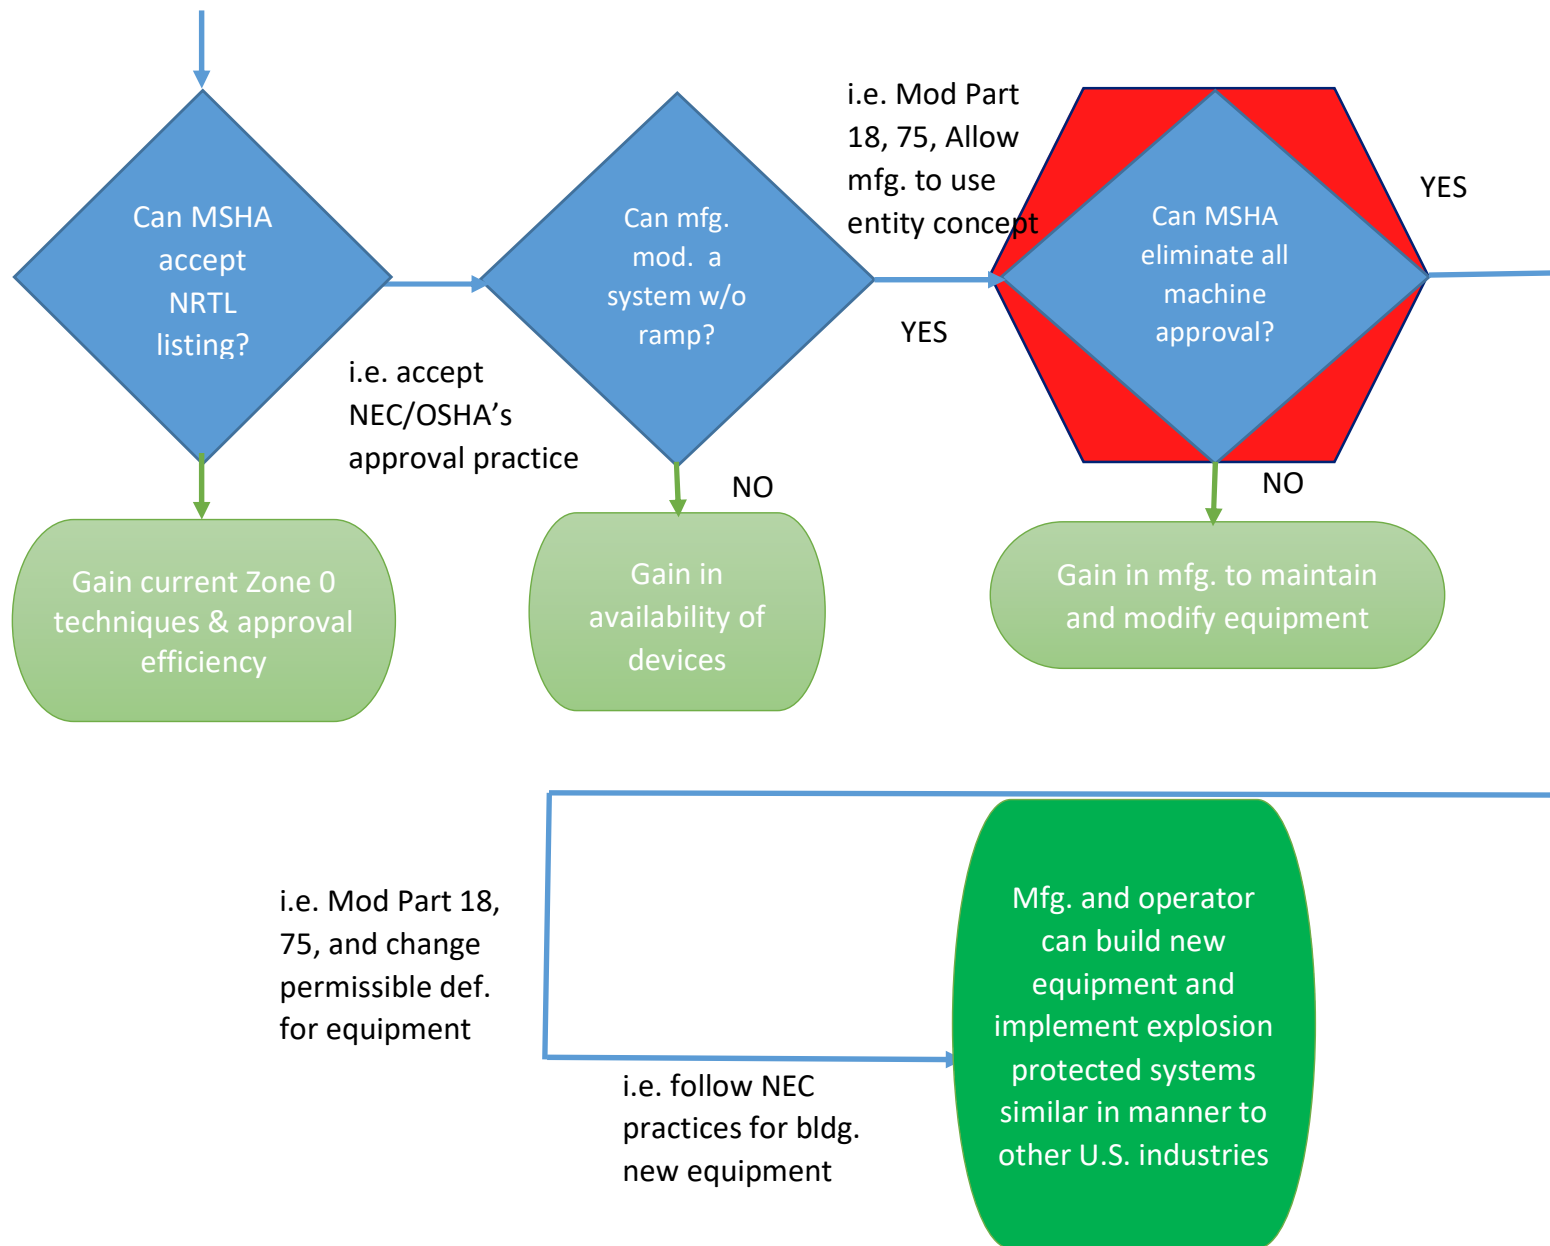 Can MSHA
accept
NRTL
listing?
i.e. accept
NEC/OSHA’s
approval practice
Can mfg.
mod. a
system w/o
ramp?
i.e. Mod Part
18, 75, Allow
mfg. to use
entity concept
YES
Can MSHA
eliminate all
machine
approval?
YES
NO
NO
Gain current Zone 0
techniques & approval
efficiency
Gain in
availability of
devices
Gain in mfg. to maintain
and modify equipment
i.e. Mod Part 18,
75, and change
permissible def.
for equipment
i.e. follow NEC
practices for bldg.
new equipment
Mfg. and operator
can build new
equipment and
implement explosion
protected systems
similar in manner to
other U.S. industries